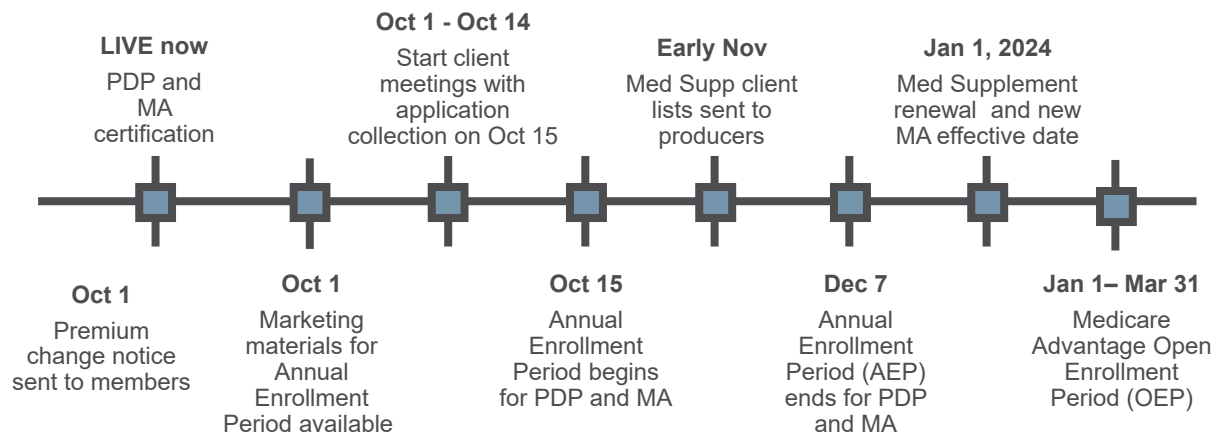 LIVE now
PDP and
MA
certification
Oct 1 - Oct 14
Start client
meetings with
application
collection on Oct 15
Early Nov
Med Supp client
lists sent to
producers
Jan 1, 2024
Med Supplement
renewal and new
MA effective date
Oct 1
Premium
change notice
sent to members
Oct 1
Marketing
materials for
Annual
Enrollment
Period available
Oct 15
Annual
Enrollment
Period begins
for PDP and MA
Dec 7
Annual
Enrollment
Period (AEP)
ends for PDP
and MA
Jan 1– Mar 31
Medicare
Advantage Open
Enrollment
Period (OEP)